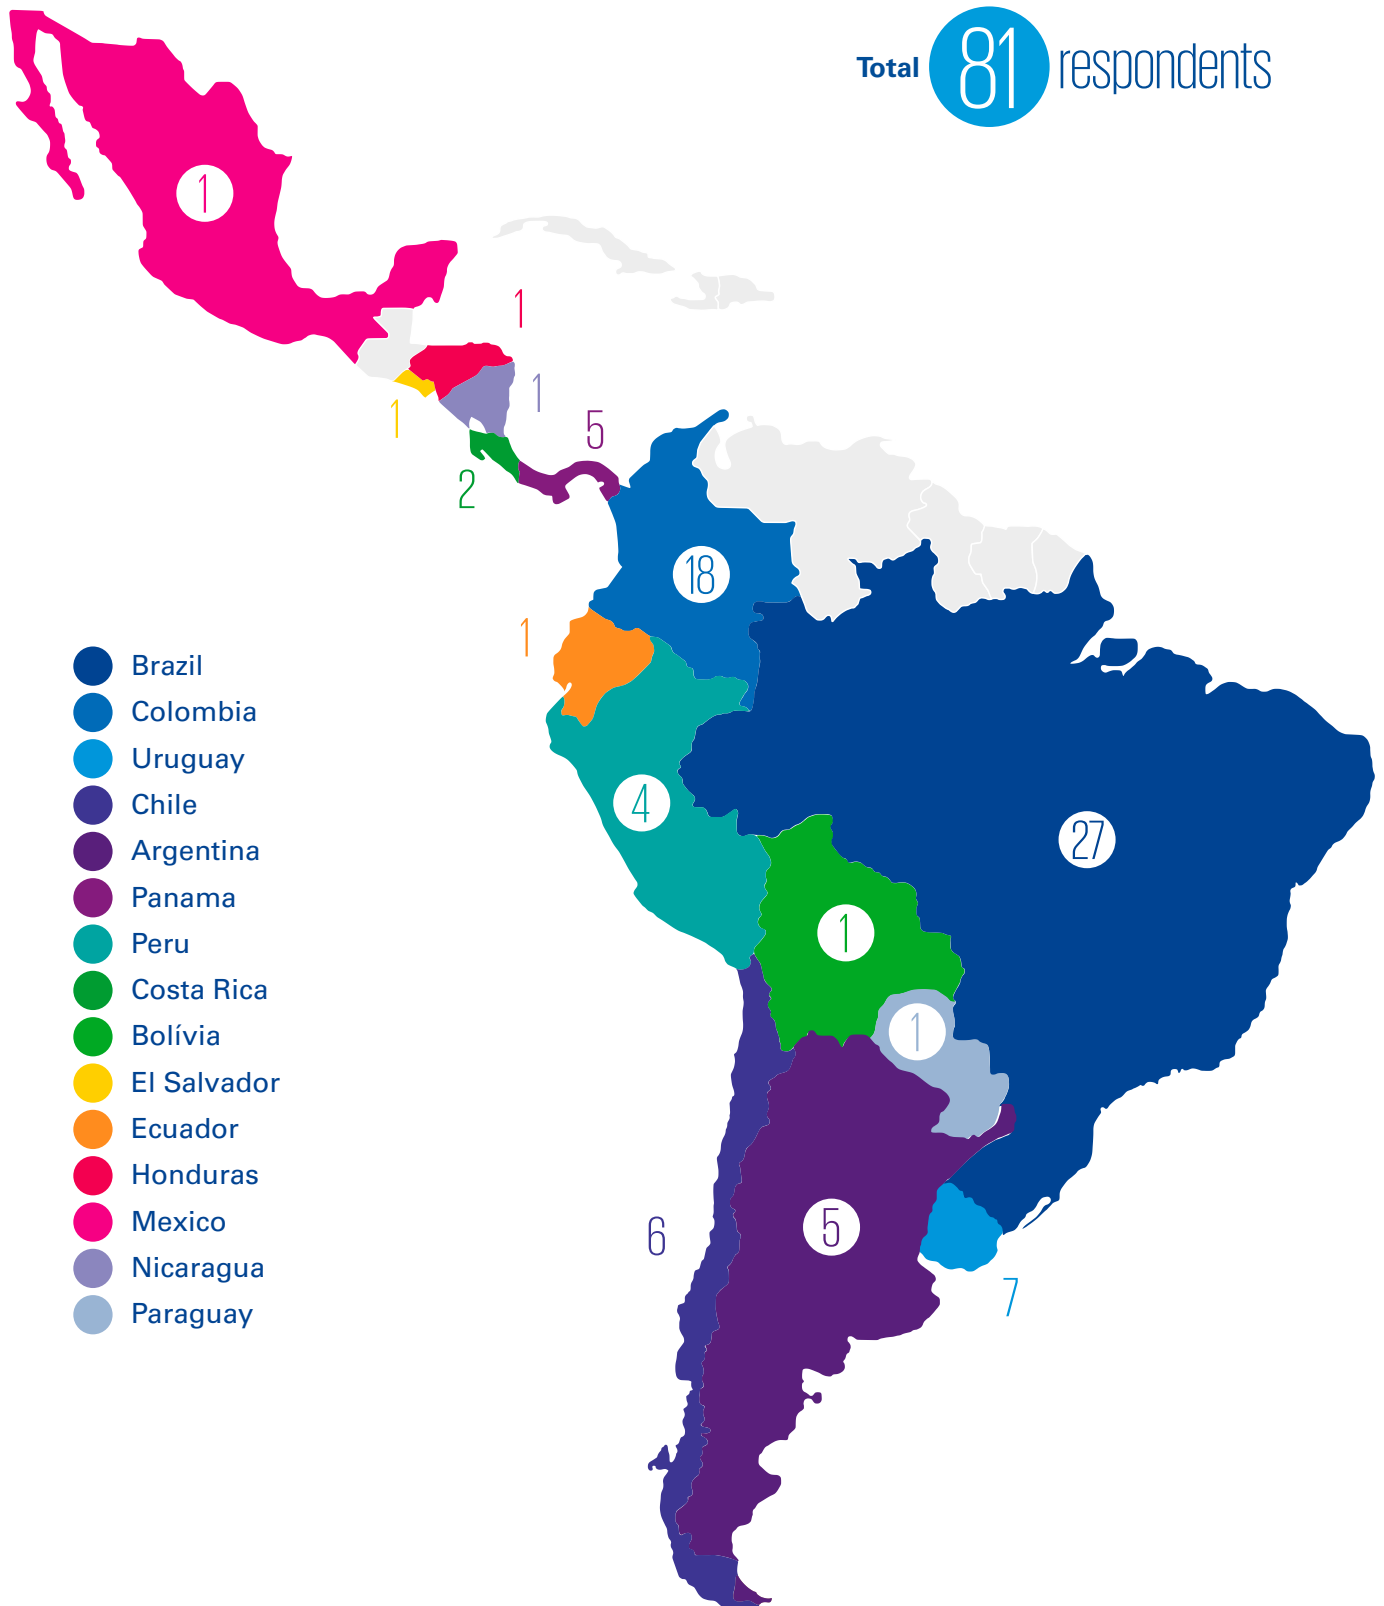 Total 81 respondents
1
1
1
1
5
2
18
1
4
27
1
1
6
5
7
Brazil
Colombia
Uruguay
Chile
Argentina
Panama
Peru
Costa Rica
Bolívia
El Salvador
Ecuador
Honduras
Mexico
Nicaragua
Paraguay